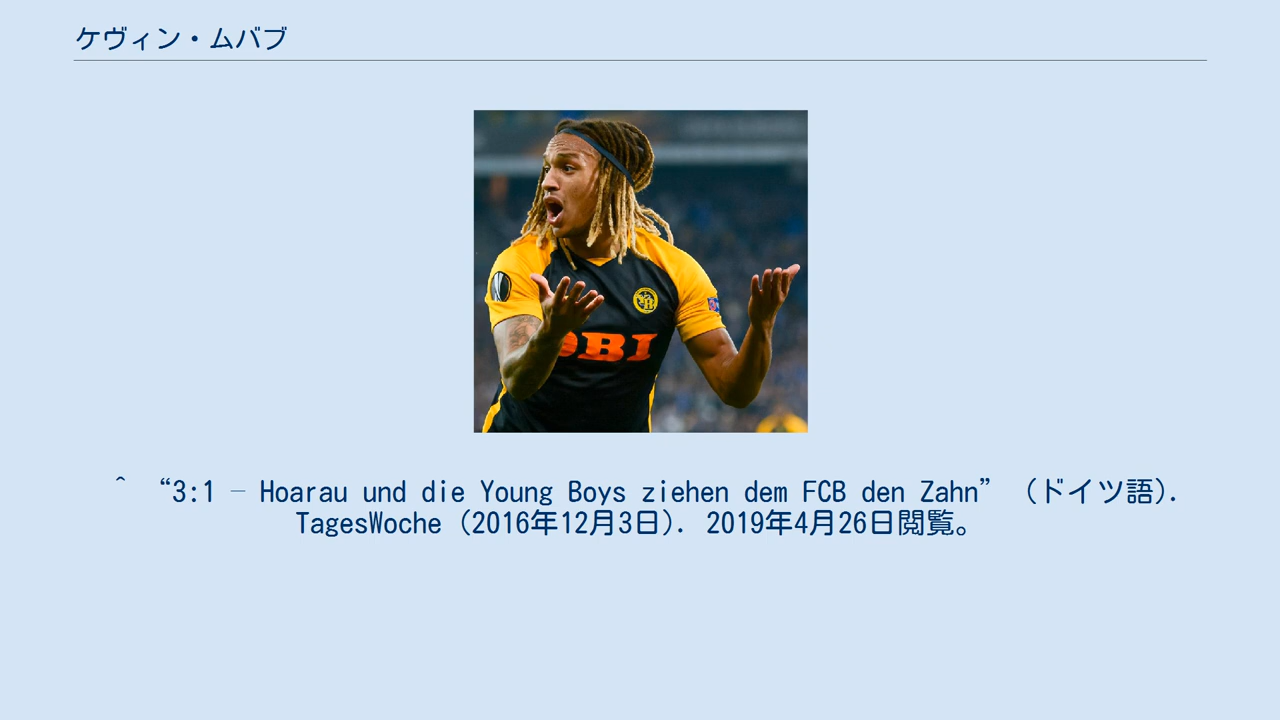 ケヴィン・ムバブ
OBI
^ “3:1 – Hoarau und die Young Boys ziehen dem FCB den Zahn” (ドイツ語).
TagesWoche (2016年12月3日). 2019年4月26日閲覧。